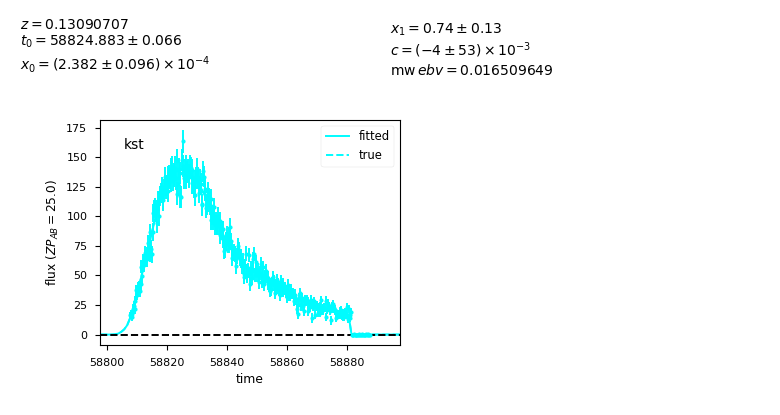 z = 0.13090707
t₀ = 58824.883 ± 0.066
x₀ = (2.382 ± 0.096) × 10⁻⁴
x₁ = 0.74 ± 0.13
c = (−4 ± 53) × 10⁻³
mw ebv = 0.016509649
kst
fitted
true
175
150
125
100
75
50
25
0
flux (ZP_AB = 25.0)
58800 58820 58840 58860 58880
time